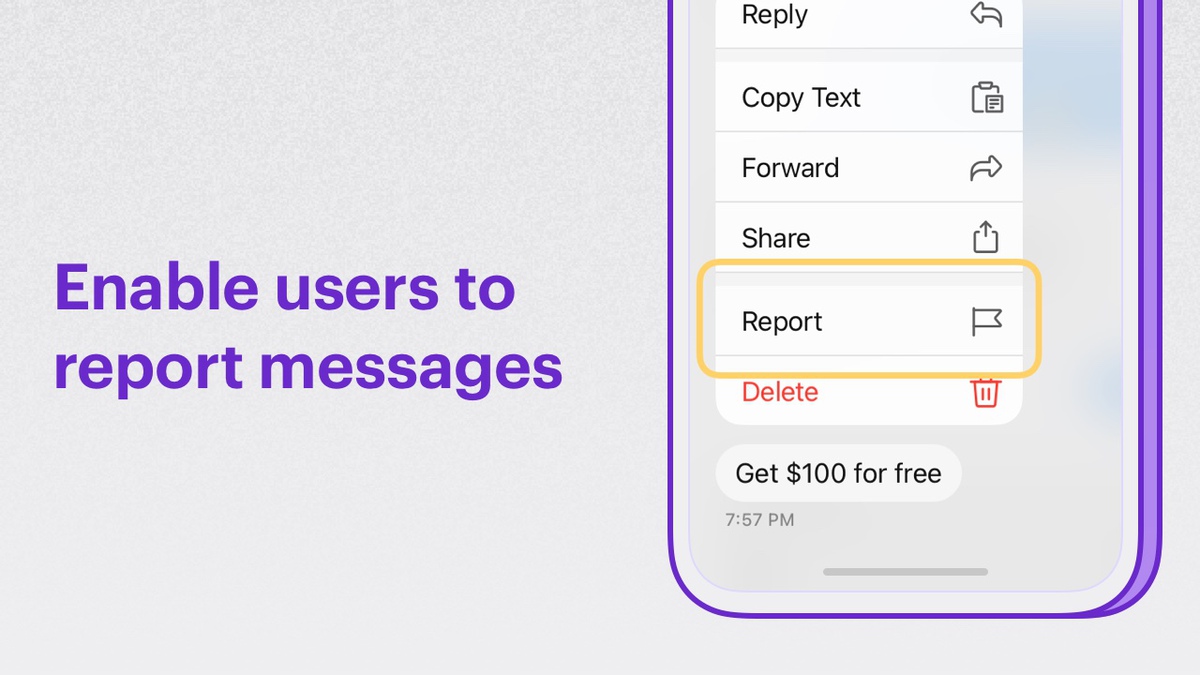 Enable users to
report messages
Reply
Copy Text
Forward
Share
Report
Delete
Get $100 for free
7:57 PM